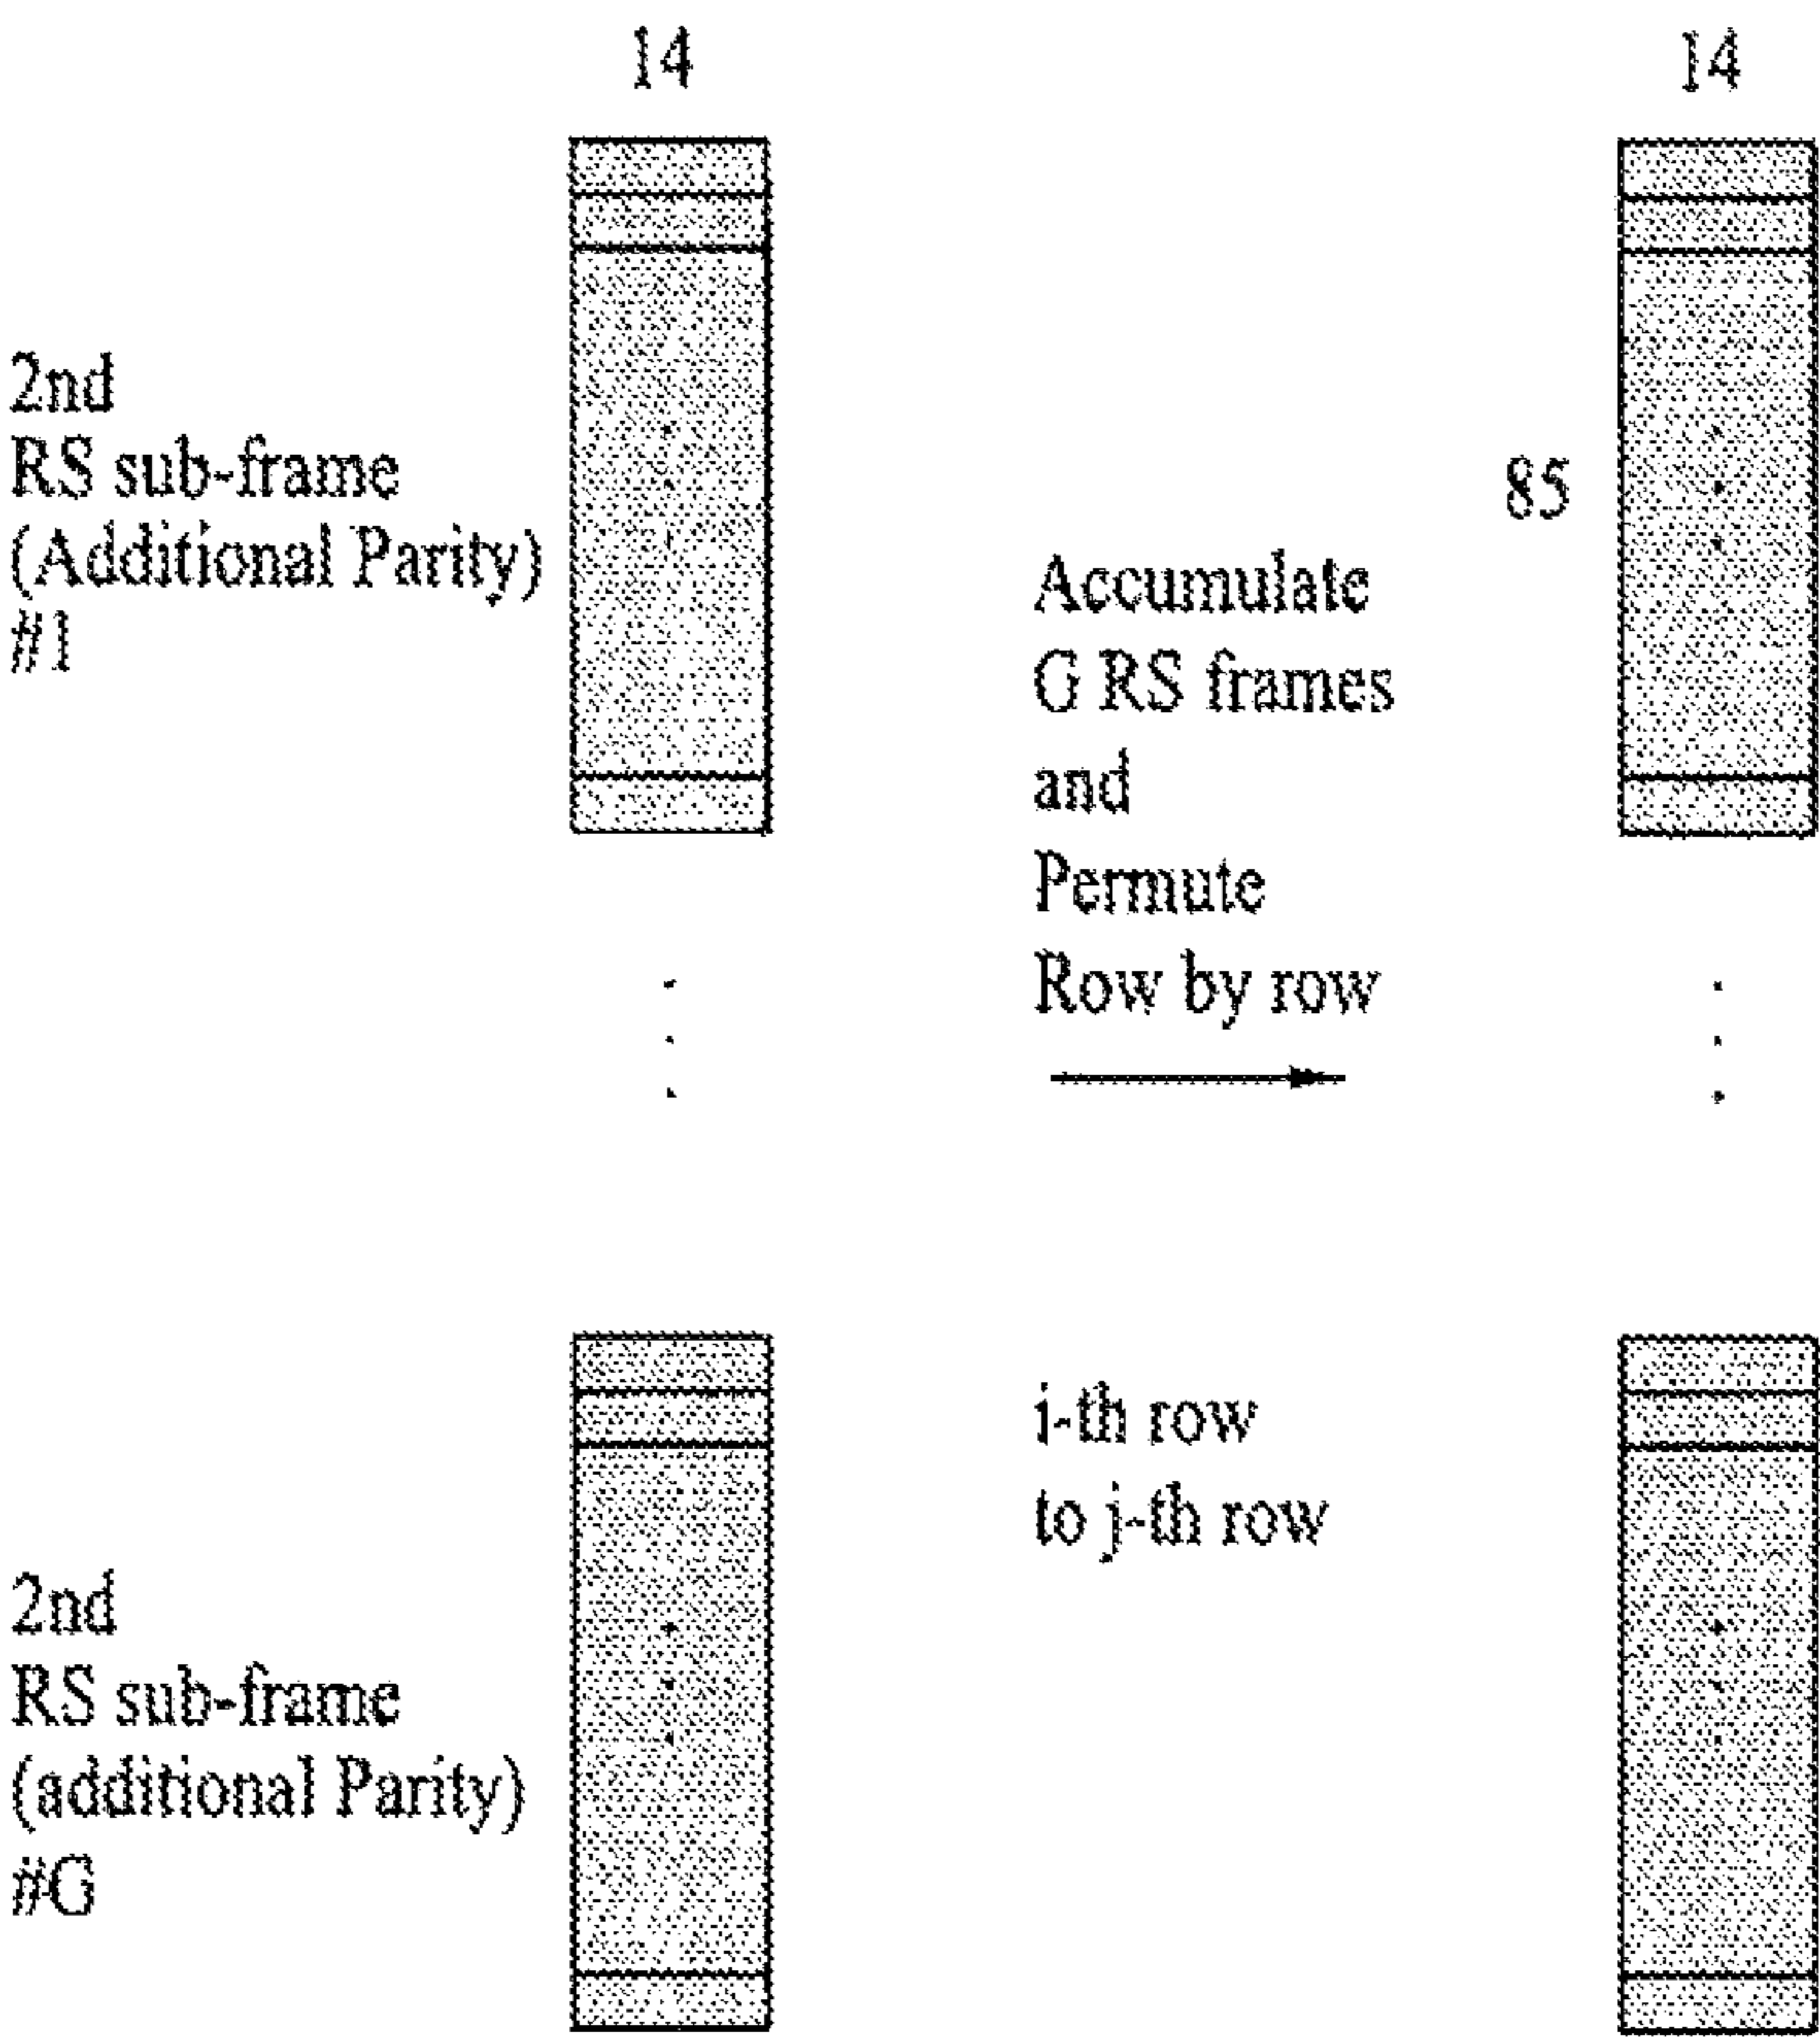 14
14
2nd
RS sub-frame
(Additional Parity)
#1
85
Accumulate
G RS frames
and
Permute
Row by row
i-th row
to j-th row
2nd
RS sub-frame
(additional Parity)
#G